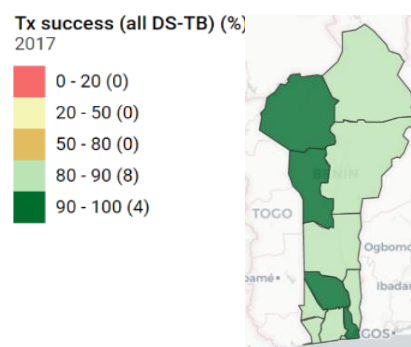 Tx success (all DS-TB) (%)
2017
0 - 20 (0)
20 - 50 (0)
50 - 80 (0)
80 - 90 (8)
90 - 100 (4)
BENIN
TOGO
Ogbomo
amé
Ibadan
AGOS